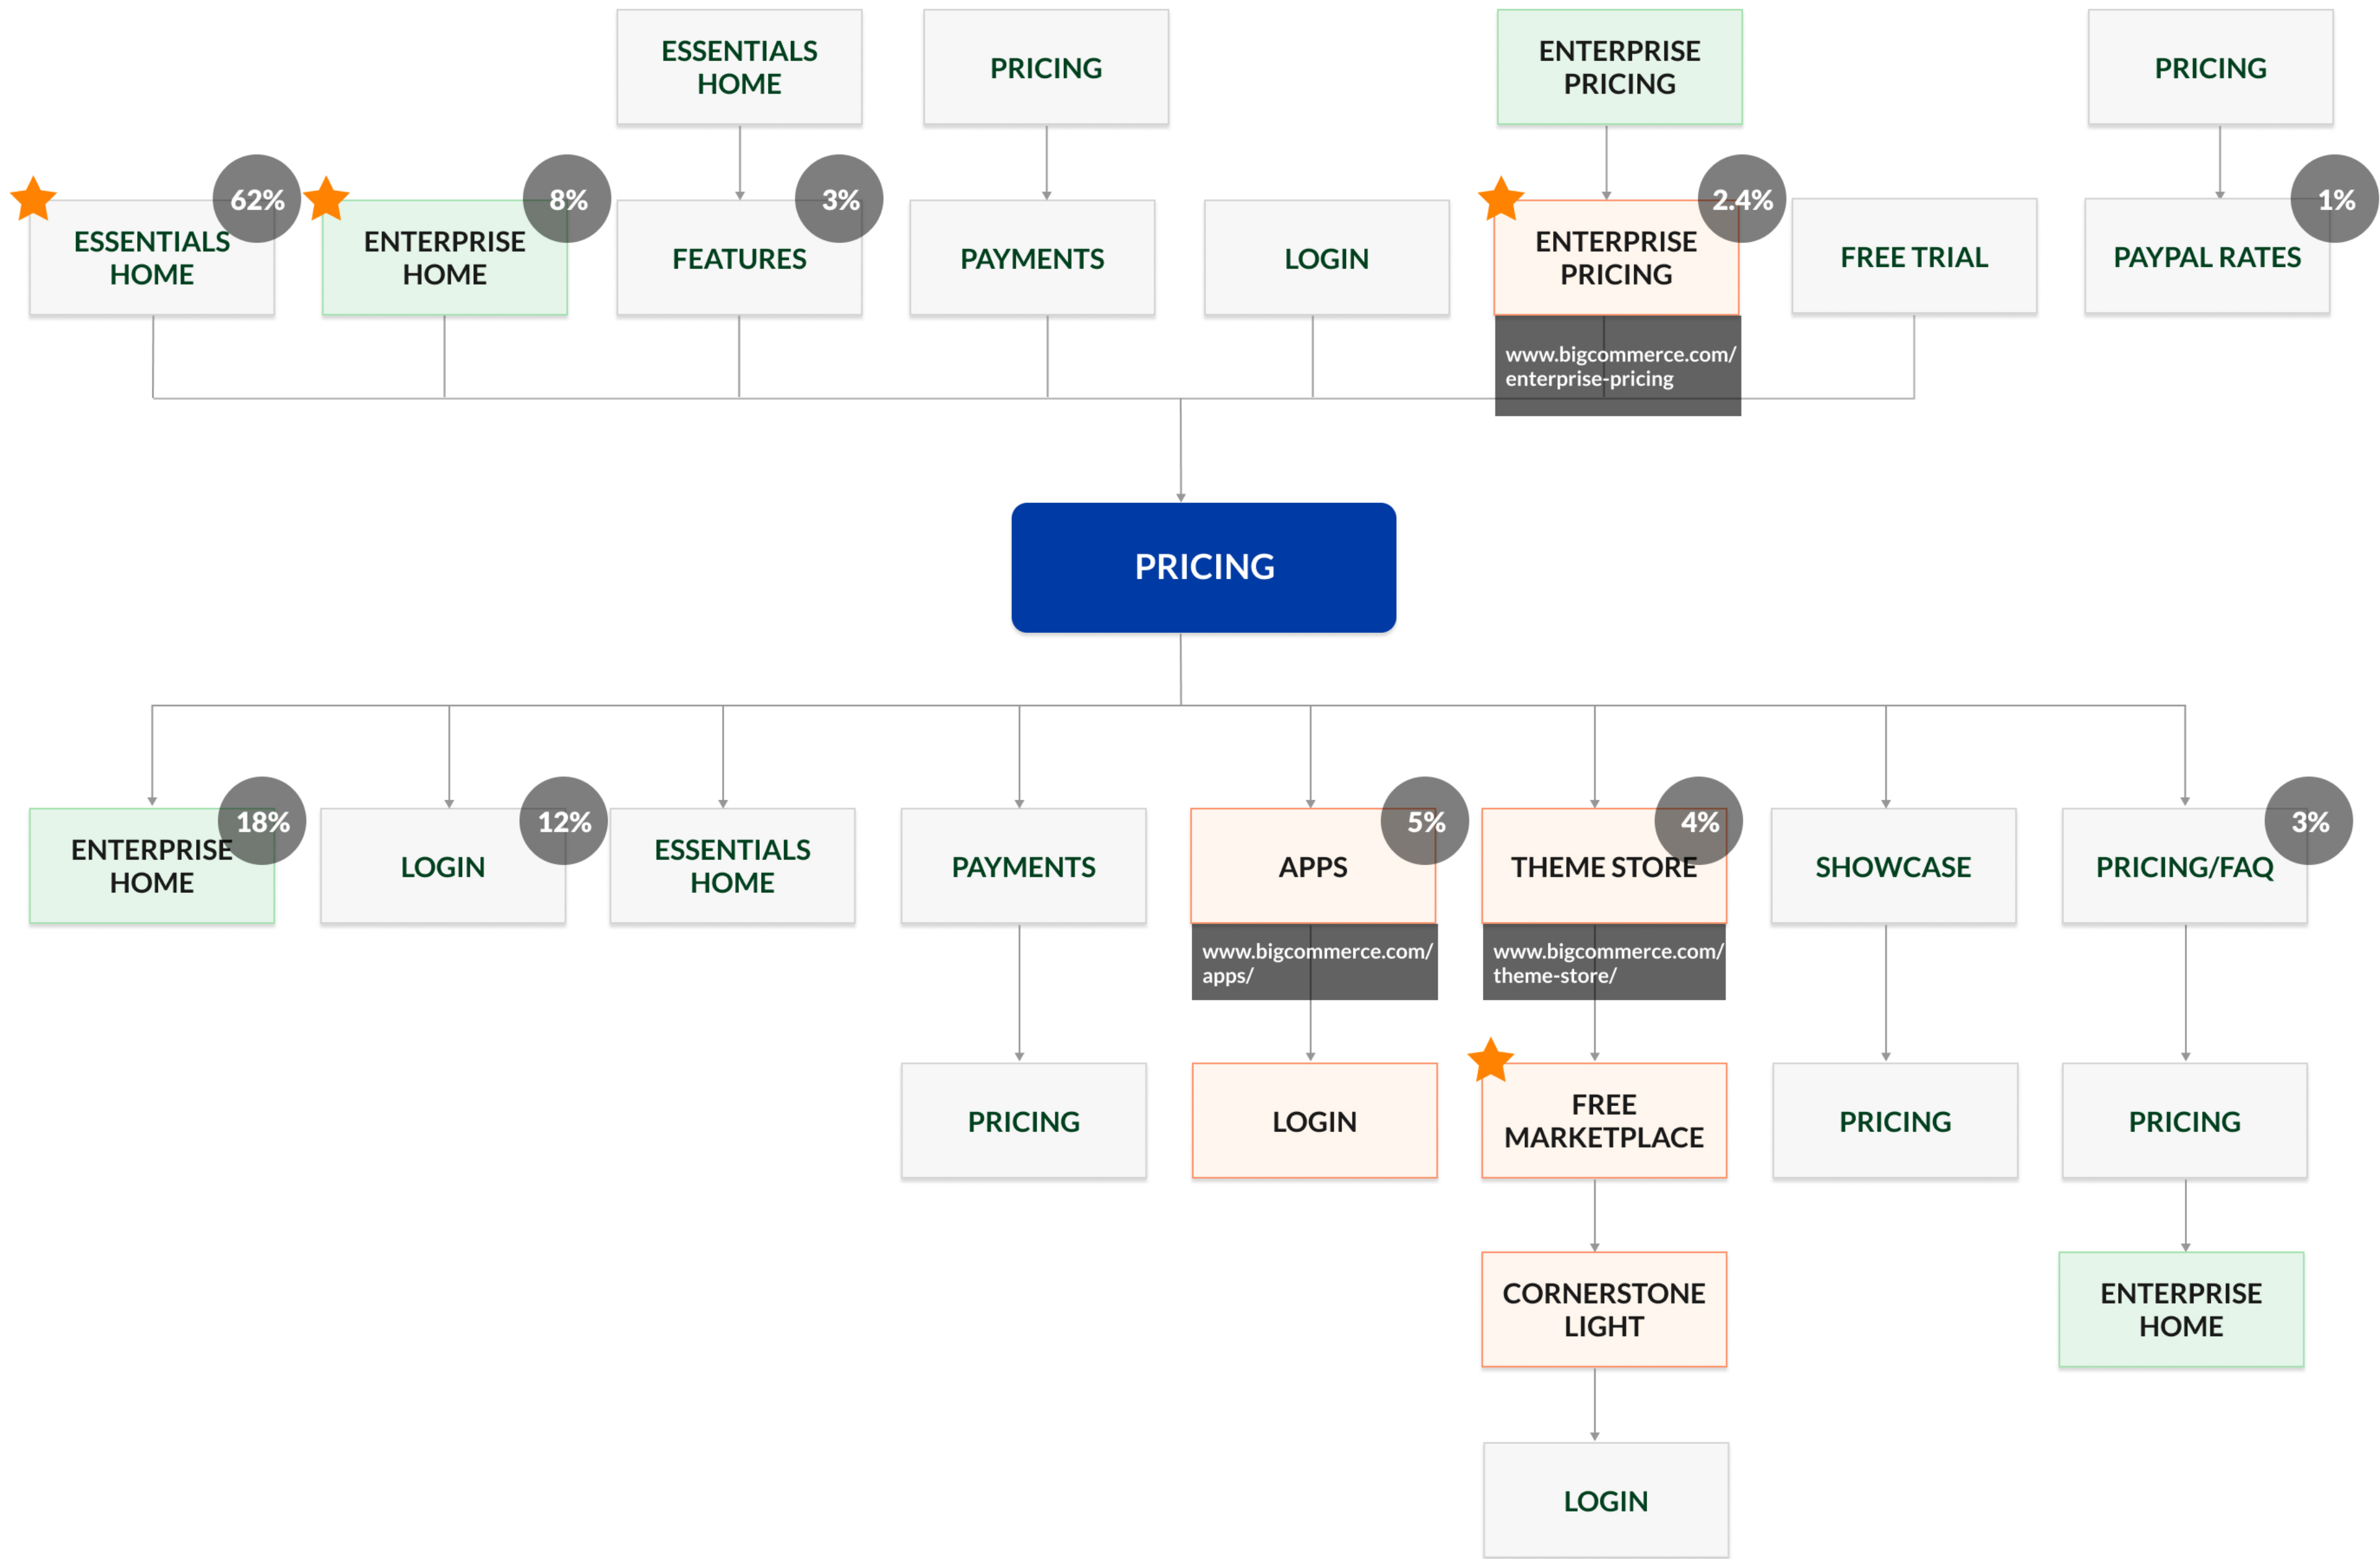 ESSENTIALS
HOME
PRICING
ENTERPRISE
PRICING
PRICING
62%
8%
3%
2.4%
1%
ESSENTIALS
HOME
ENTERPRISE
HOME
FEATURES
PAYMENTS
LOGIN
ENTERPRISE
PRICING
FREE TRIAL
PAYPAL RATES
www.bigcommerce.com/
enterprise-pricing
PRICING
18%
12%
5%
4%
3%
ENTERPRISE
HOME
LOGIN
ESSENTIALS
HOME
PAYMENTS
APPS
THEME STORE
SHOWCASE
PRICING/FAQ
www.bigcommerce.com/
apps/
www.bigcommerce.com/
theme-store/
PRICING
LOGIN
FREE
MARKETPLACE
PRICING
PRICING
CORNERSTONE
LIGHT
ENTERPRISE
HOME
LOGIN